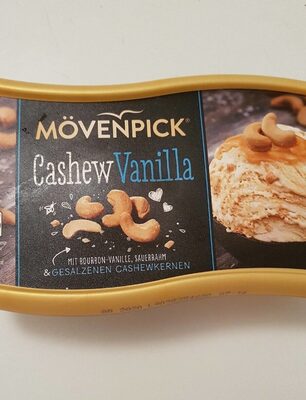 MÖVENPICK®
Cashew Vanilla
MIT BOURBON-VANILLE, SAUERRAHM
& GESALZENEN CASHEWKERNEN